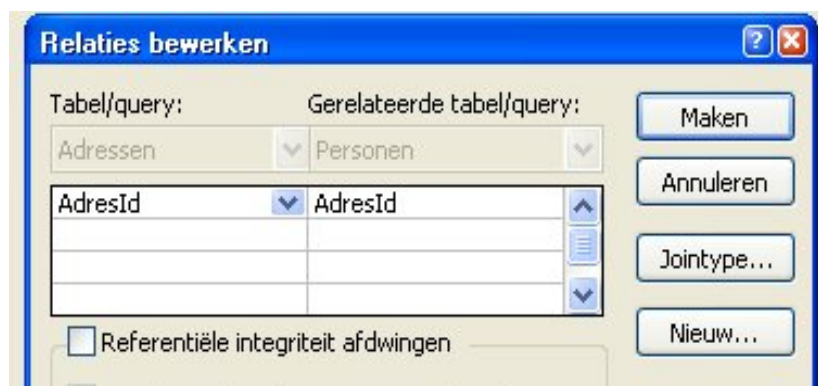 Relaties bewerken
Tabel/query: Gerelateerde tabel/query:
Adressen Personen
AdresId AdresId
Referentiële integriteit afdwingen
Maken
Annuleren
Jointype...
Nieuw...